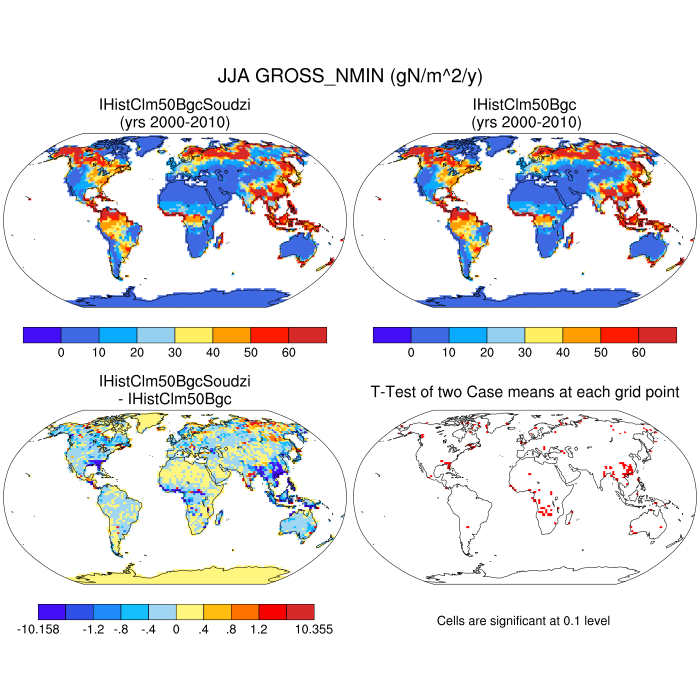 JJA GROSS_NMIN (gN/m^2/y)
IHistClm50BgcSoudzi
(yrs 2000-2010)
IHistClm50Bgc
(yrs 2000-2010)
0 10 20 30 40 50 60
0 10 20 30 40 50 60
IHistClm50BgcSoudzi
- IHistClm50Bgc
T-Test of two Case means at each grid point
-10.158 -1.2 -.8 -.4 0 .4 .8 1.2 10.355
Cells are significant at 0.1 level